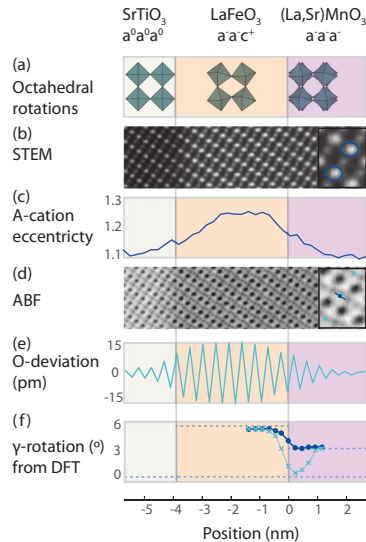 SrTiO₃ LaFeO₃ (La,Sr)MnO₃
a⁰a⁰a⁰ a⁻a⁻c⁺ a⁻a⁻a⁻
(a)
Octahedral
rotations
(b)
STEM
(c)
A-cation
eccentricty
1.3
1.2
1.1
(d)
ABF
(e)
O-deviation
(pm)
15
0
-15
(f)
γ-rotation (º)
from DFT
6
3
0
-5 -4 -3 -2 -1 0 1 2
Position (nm)